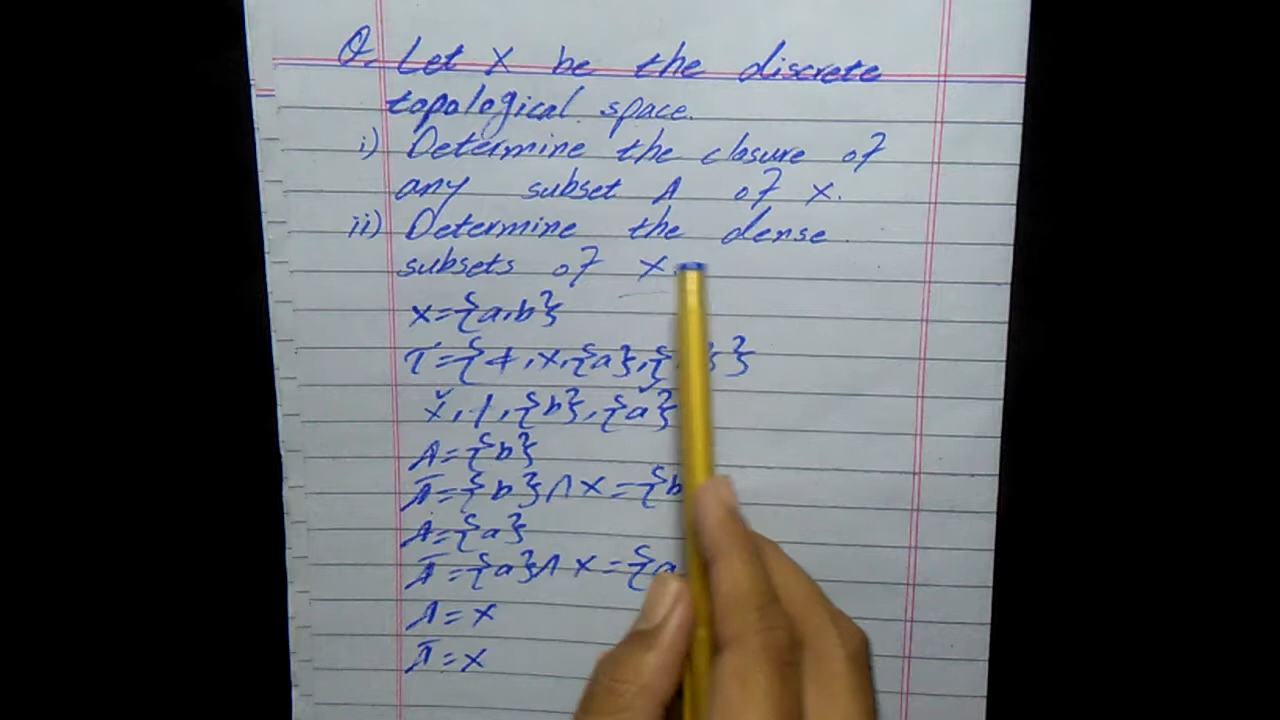 Q. Let X be the discrete
topological space.
i) Determine the closure of
any subset A of X.
ii) Determine the dense
subsets of X.
X={a,b}
τ={ϕ,X,{a},{ }}
X,ϕ,{b},{a}
A={b}
Ā={b}∩X={b
A={a}
Ā={a}∩X={a
A=X
Ā=X